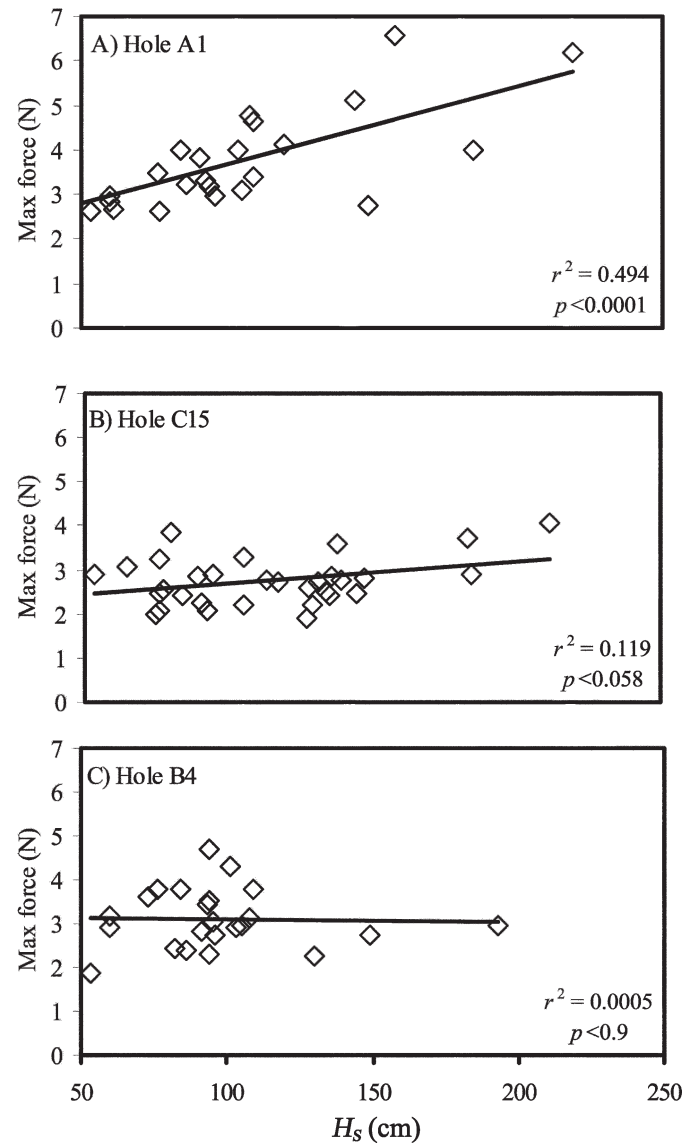 7
A) Hole A1
6
5
4
3
2
1
0
Max force (N)
r² = 0.494
p<0.0001
7
B) Hole C15
6
5
4
3
2
1
0
Max force (N)
r² = 0.119
p<0.058
7
C) Hole B4
6
5
4
3
2
1
0
Max force (N)
r² = 0.0005
p<0.9
50 100 150 200 250
Hs (cm)